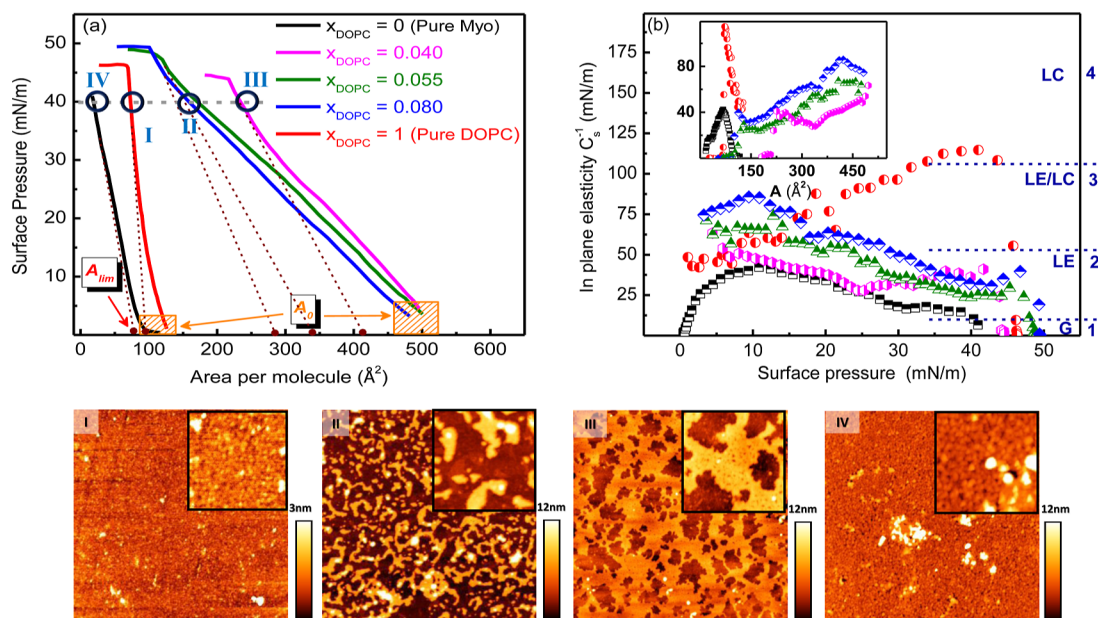 (a)
x_DOPC = 0 (Pure Myo)
x_DOPC = 0.040
x_DOPC = 0.055
x_DOPC = 0.080
x_DOPC = 1 (Pure DOPC)
IV
III
I
II
A_lim
A_0
50
40
30
20
10
0
100
200
300
400
500
600
Surface Pressure (mN/m)
Area per molecule (Å²)
(b)
175
150
125
100
75
50
25
0
10
20
30
40
50
In plane elasticity C_s^-1 (mN/m)
Surface pressure (mN/m)
80
40
150
300
450
A (Å²)
LC 4
LE/LC 3
LE 2
G 1
I
3nm
II
12nm
III
12nm
IV
12nm